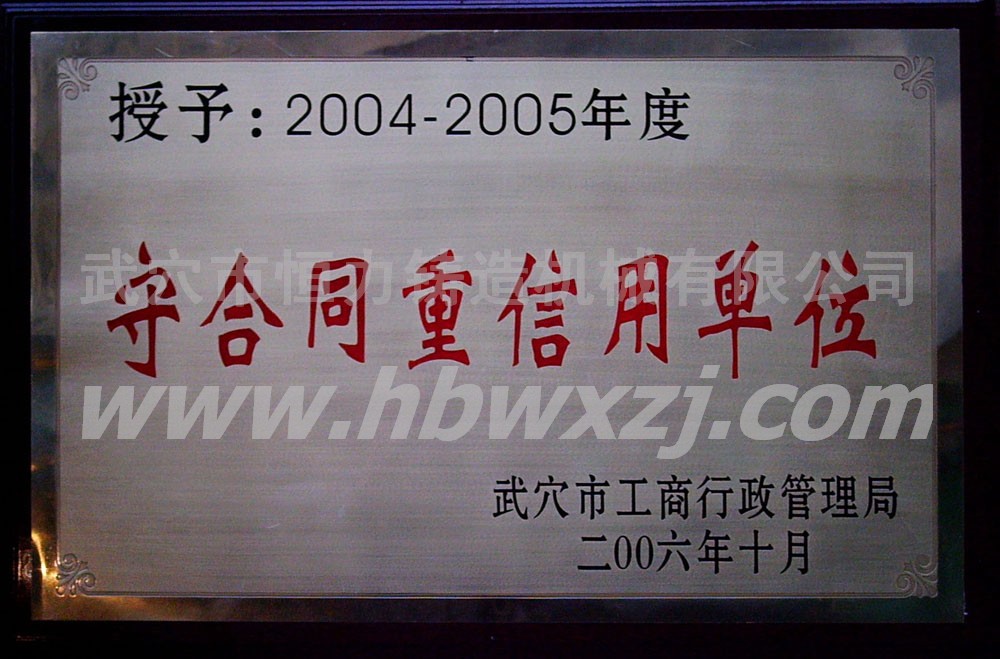 授予:2004-2005年度
武穴市恒力铸造机械有限公司
守合同重信用单位
www.hbwxzj.com
武穴市工商行政管理局
二00六年十月